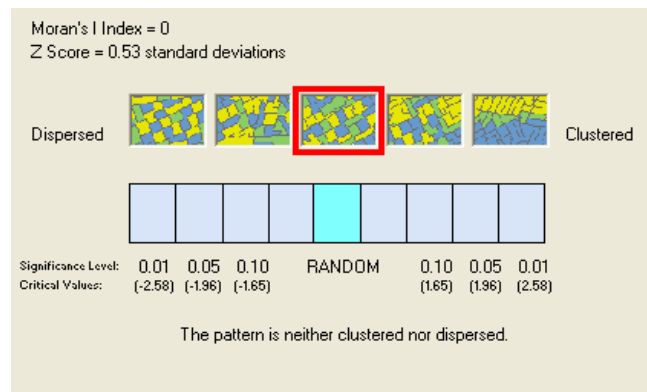 Moran's I Index = 0
Z Score = 0.53 standard deviations
Dispersed Clustered
Significance Level: 0.01 0.05 0.10 RANDOM 0.10 0.05 0.01
Critical Values: (-2.58) (-1.96) (-1.65) (1.65) (1.96) (2.58)
The pattern is neither clustered nor dispersed.